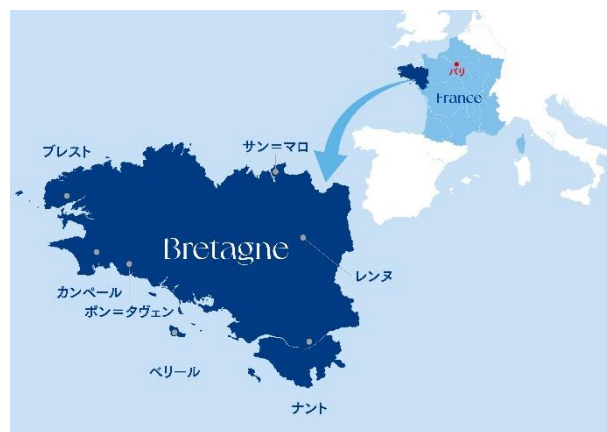 パリ
France
ブレスト
サン=マロ
Bretagne
レンヌ
カンペール
ポン=タヴェン
ベリール
ナント